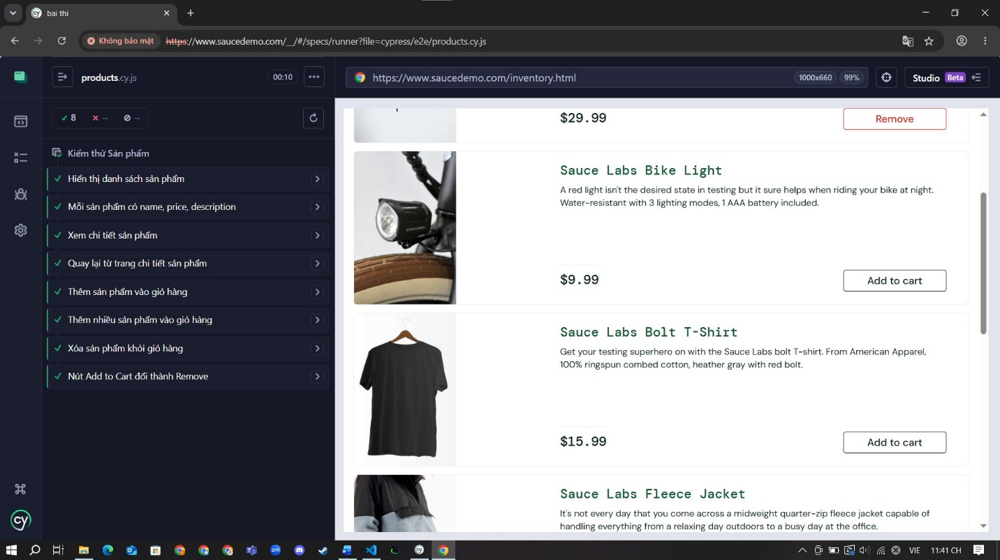 bai thi
Không bảo mật
https://www.saucedemo.com/__/#/specs/runner?file=cypress/e2e/products.cy.js
products.cy.js
00:10
https://www.saucedemo.com/inventory.html
1000x660
99%
Studio
Beta
8
--
--
Kiểm thử Sản phẩm
Hiển thị danh sách sản phẩm
Mỗi sản phẩm có name, price, description
Xem chi tiết sản phẩm
Quay lại từ trang chi tiết sản phẩm
Thêm sản phẩm vào giỏ hàng
Thêm nhiều sản phẩm vào giỏ hàng
Xóa sản phẩm khỏi giỏ hàng
Nút Add to Cart đổi thành Remove
$29.99
Remove
Sauce Labs Bike Light
A red light isn't the desired state in testing but it sure helps when riding your bike at night.
Water-resistant with 3 lighting modes, 1 AAA battery included.
$9.99
Add to cart
Sauce Labs Bolt T-Shirt
Get your testing superhero on with the Sauce Labs bolt T-shirt. From American Apparel,
100% ringspun combed cotton, heather gray with red bolt.
$15.99
Add to cart
Sauce Labs Fleece Jacket
It's not every day that you come across a midweight quarter-zip fleece jacket capable of
handling everything from a relaxing day outdoors to a busy day at the office.
cy
VIE
11:41 CH